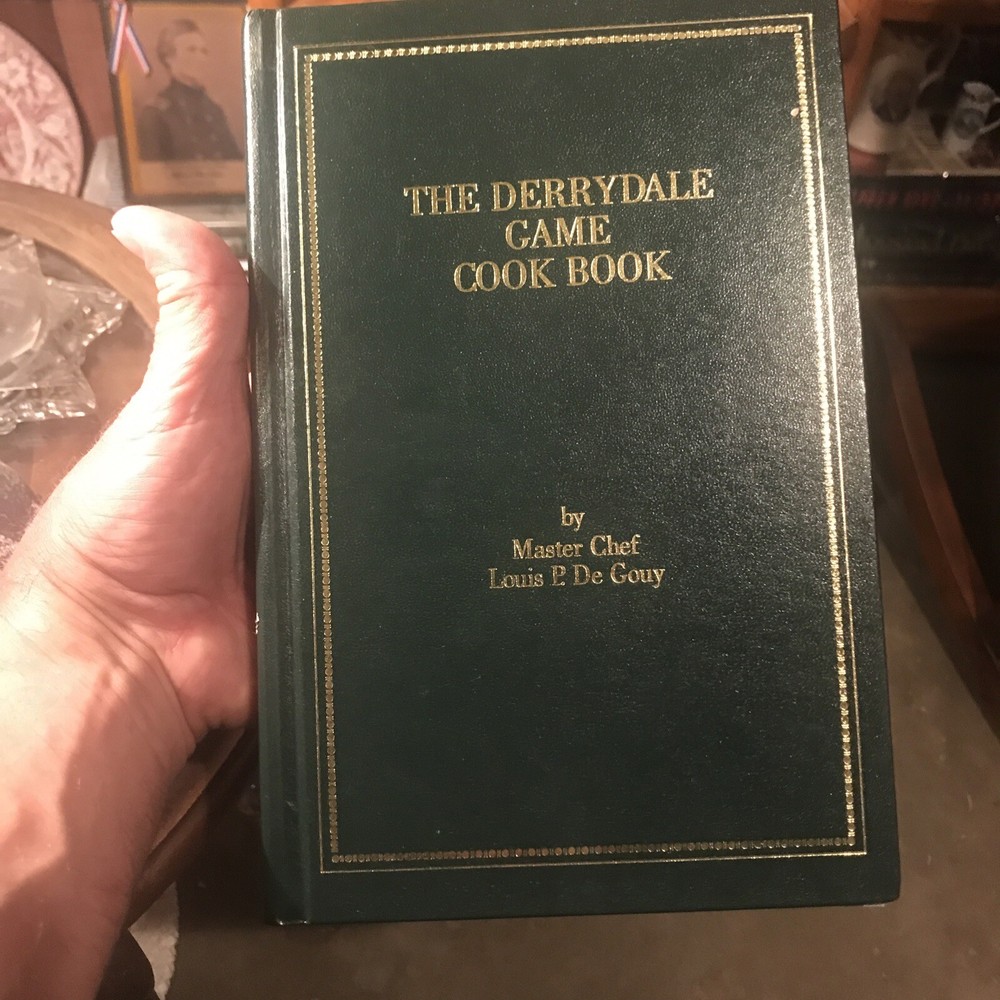 THE DERRYDALE
GAME
COOK BOOK
by
Master Chef
Louis P. De Gouy